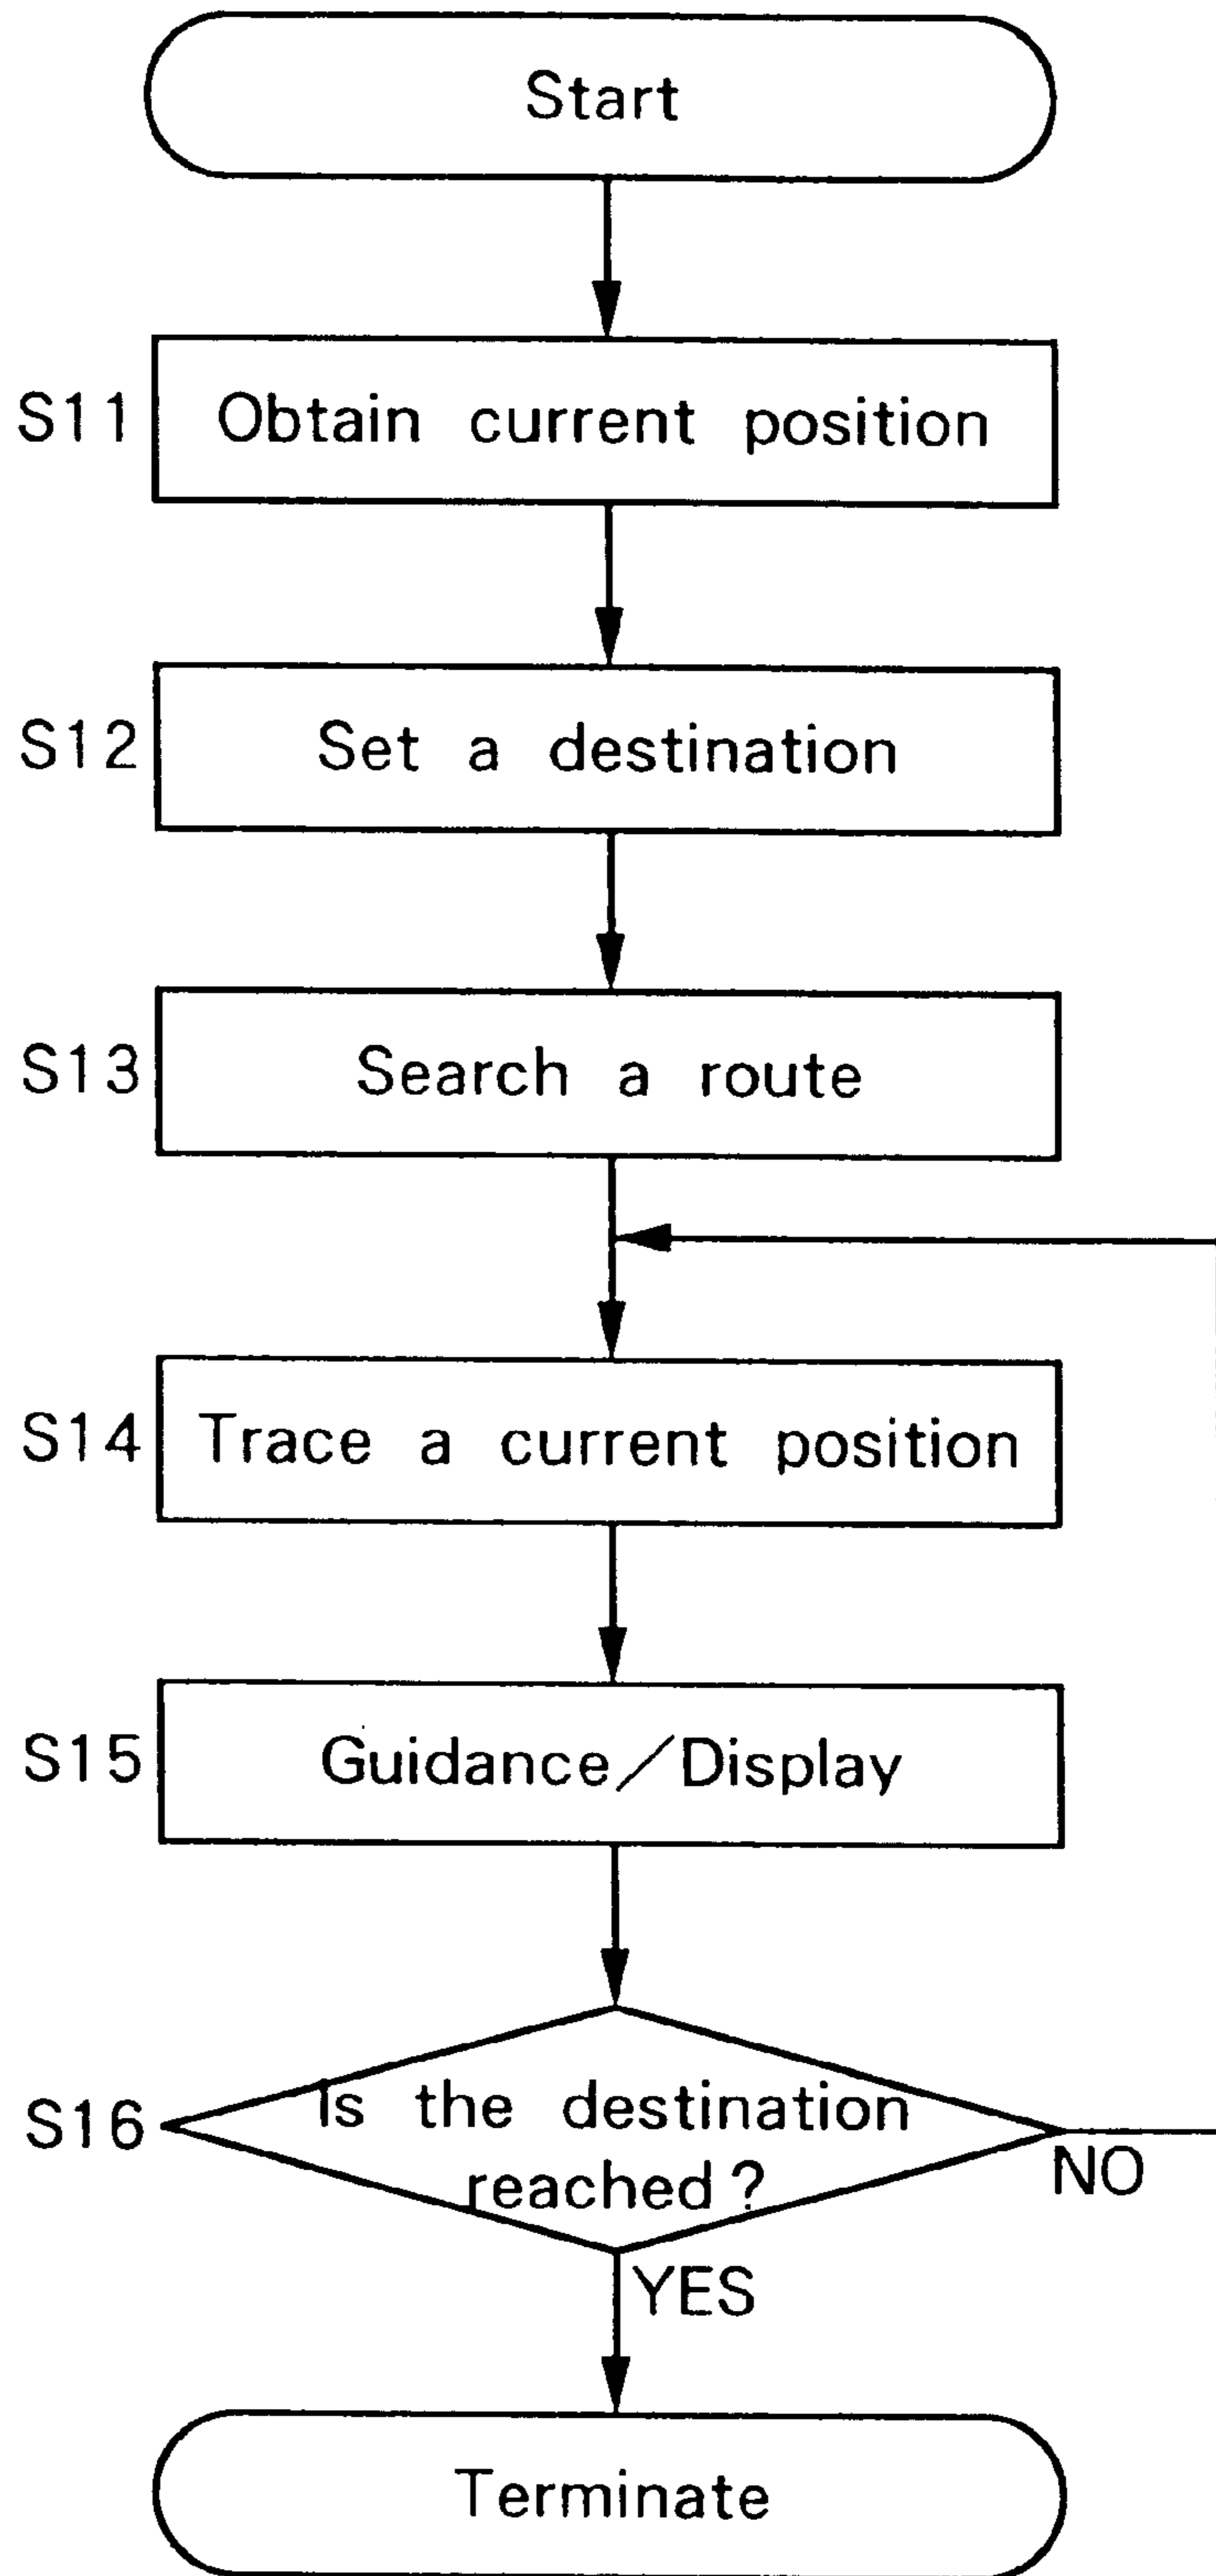 Start
S11 Obtain current position
S12 Set a destination
S13 Search a route
S14 Trace a current position
S15 Guidance/Display
S16 Is the destination
reached?
NO
YES
Terminate